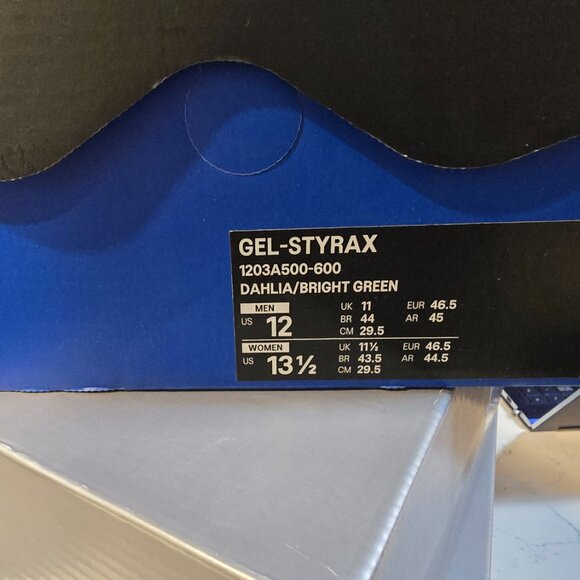 GEL-STYRAX
1203A500-600
DAHLIA/BRIGHT GREEN
MEN
US 12
UK 11 EUR 46.5
BR 44 AR 45
CM 29.5
WOMEN
US 13½
UK 11½ EUR 46.5
BR 43.5 AR 44.5
CM 29.5